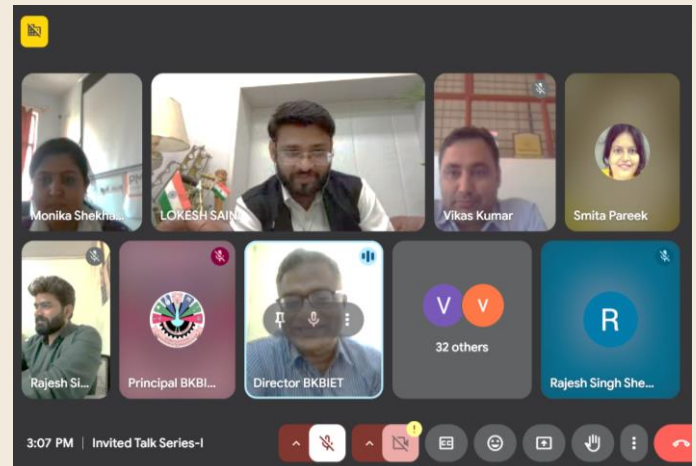 Monika Shekha...
LOKESH SAIN
Vikas Kumar
Smita Pareek
Rajesh Si...
Principal BKBI...
Director BKBIET
V V
32 others
R
Rajesh Singh She...
3:07 PM | Invited Talk Series-I
CC